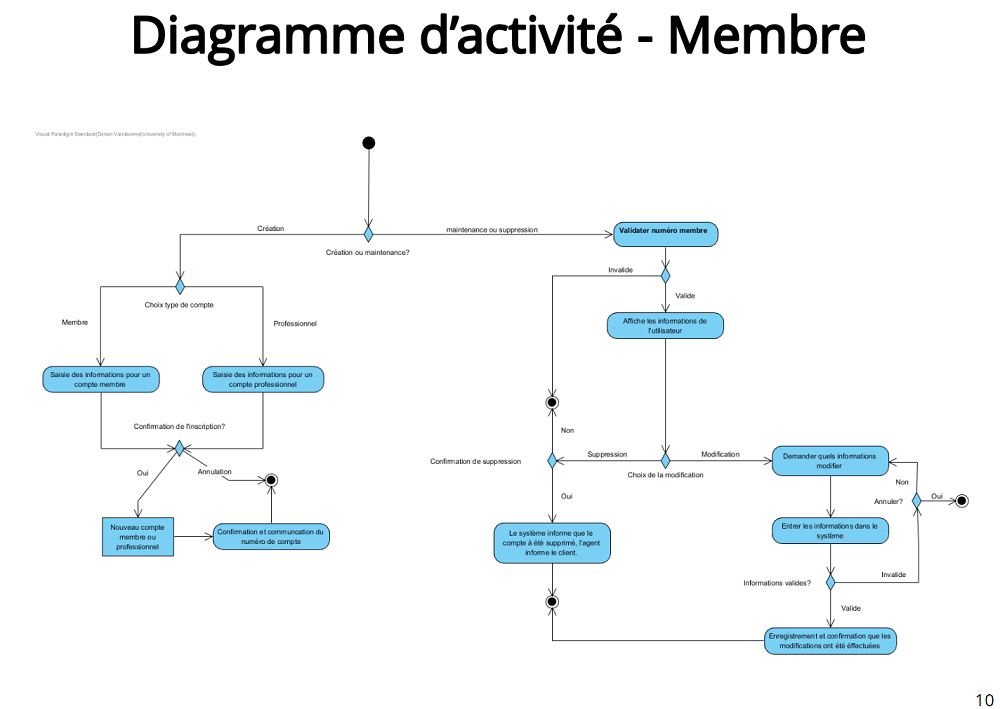 Diagramme d'activité - Membre
Visual Paradigm Standard(Dorian Vandamme(University of Montreal))
Création
maintenance ou suppression
Création ou maintenance?
Validater numéro membre
Invalide
Valide
Choix type de compte
Membre
Professionnel
Affiche les informations de
l'utilisateur
Saisie des informations pour un
compte membre
Saisie des informations pour un
compte professionnel
Confirmation de l'inscription?
Oui
Annulation
Nouveau compte
membre ou
professionnel
Confirmation et communcation du
numéro de compte
Non
Confirmation de suppression
Suppression
Modification
Choix de la modification
Demander quels informations
modifier
Oui
Non
Annuler?
Oui
Le système informe que le
compte à été supprimé, l'agent
informe le client.
Entrer les informations dans le
système
Informations valides?
Invalide
Valide
Enregistrement et confirmation que les
modifications ont été éffectuées
10